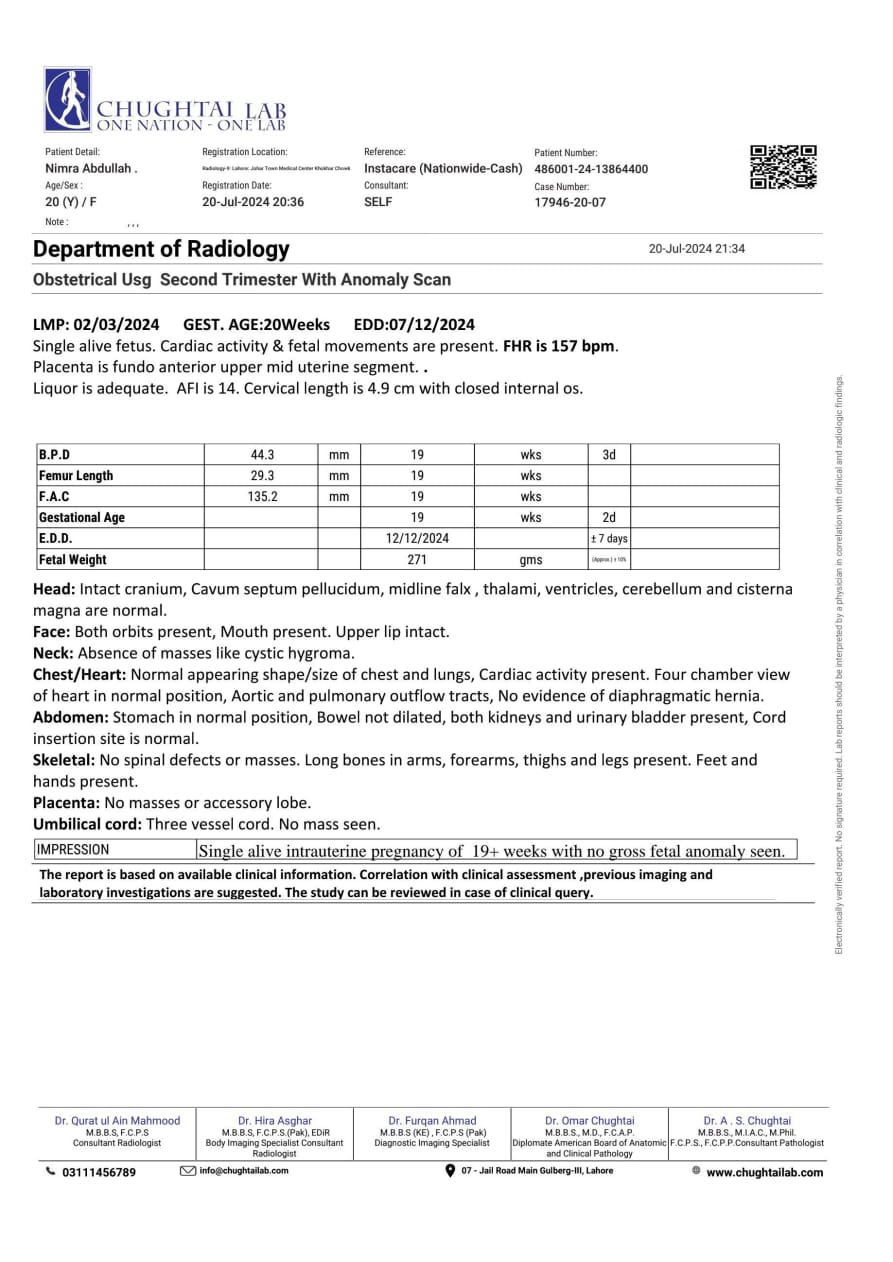 CHUGHTAI LAB
ONE NATION - ONE LAB
Patient Detail:
Nimra Abdullah .
Age/Sex :
20 (Y) / F
Note : , , ,
Registration Location:
Radiology-9: Lahore: Johar Town Medical Center Khokhar Chowk
Registration Date:
20-Jul-2024 20:36
Reference:
Instacare (Nationwide-Cash)
Consultant:
SELF
Patient Number:
486001-24-13864400
Case Number:
17946-20-07
Department of Radiology 20-Jul-2024 21:34
Obstetrical Usg Second Trimester With Anomaly Scan
LMP: 02/03/2024 GEST. AGE:20Weeks EDD:07/12/2024
Single alive fetus. Cardiac activity & fetal movements are present. FHR is 157 bpm.
Placenta is fundo anterior upper mid uterine segment. .
Liquor is adequate. AFI is 14. Cervical length is 4.9 cm with closed internal os.
B.P.D 44.3 mm 19 wks 3d
Femur Length 29.3 mm 19 wks
F.A.C 135.2 mm 19 wks
Gestational Age 19 wks 2d
E.D.D. 12/12/2024 ± 7 days
Fetal Weight 271 gms (Approx.) ± 10%
Head: Intact cranium, Cavum septum pellucidum, midline falx , thalami, ventricles, cerebellum and cisterna
magna are normal.
Face: Both orbits present, Mouth present. Upper lip intact.
Neck: Absence of masses like cystic hygroma.
Chest/Heart: Normal appearing shape/size of chest and lungs, Cardiac activity present. Four chamber view
of heart in normal position, Aortic and pulmonary outflow tracts, No evidence of diaphragmatic hernia.
Abdomen: Stomach in normal position, Bowel not dilated, both kidneys and urinary bladder present, Cord
insertion site is normal.
Skeletal: No spinal defects or masses. Long bones in arms, forearms, thighs and legs present. Feet and
hands present.
Placenta: No masses or accessory lobe.
Umbilical cord: Three vessel cord. No mass seen.
IMPRESSION Single alive intrauterine pregnancy of 19+ weeks with no gross fetal anomaly seen.
The report is based on available clinical information. Correlation with clinical assessment ,previous imaging and
laboratory investigations are suggested. The study can be reviewed in case of clinical query.
Electronically verified report. No signature required. Lab reports should be interpreted by a physician in correlation with clinical and radiologic findings.
Dr. Qurat ul Ain Mahmood
M.B.B.S, F.C.P.S
Consultant Radiologist
Dr. Hira Asghar
M.B.B.S, F.C.P.S.(Pak), EDiR
Body Imaging Specialist Consultant
Radiologist
Dr. Furqan Ahmad
M.B.B.S (KE) , F.C.P.S (Pak)
Diagnostic Imaging Specialist
Dr. Omar Chughtai
M.B.B.S., M.D., F.C.A.P.
Diplomate American Board of Anatomic
and Clinical Pathology
Dr. A . S. Chughtai
M.B.B.S., M.I.A.C., M.Phil.
F.C.P.S., F.C.P.P.Consultant Pathologist
03111456789 info@chughtailab.com 07 - Jail Road Main Gulberg-III, Lahore www.chughtailab.com